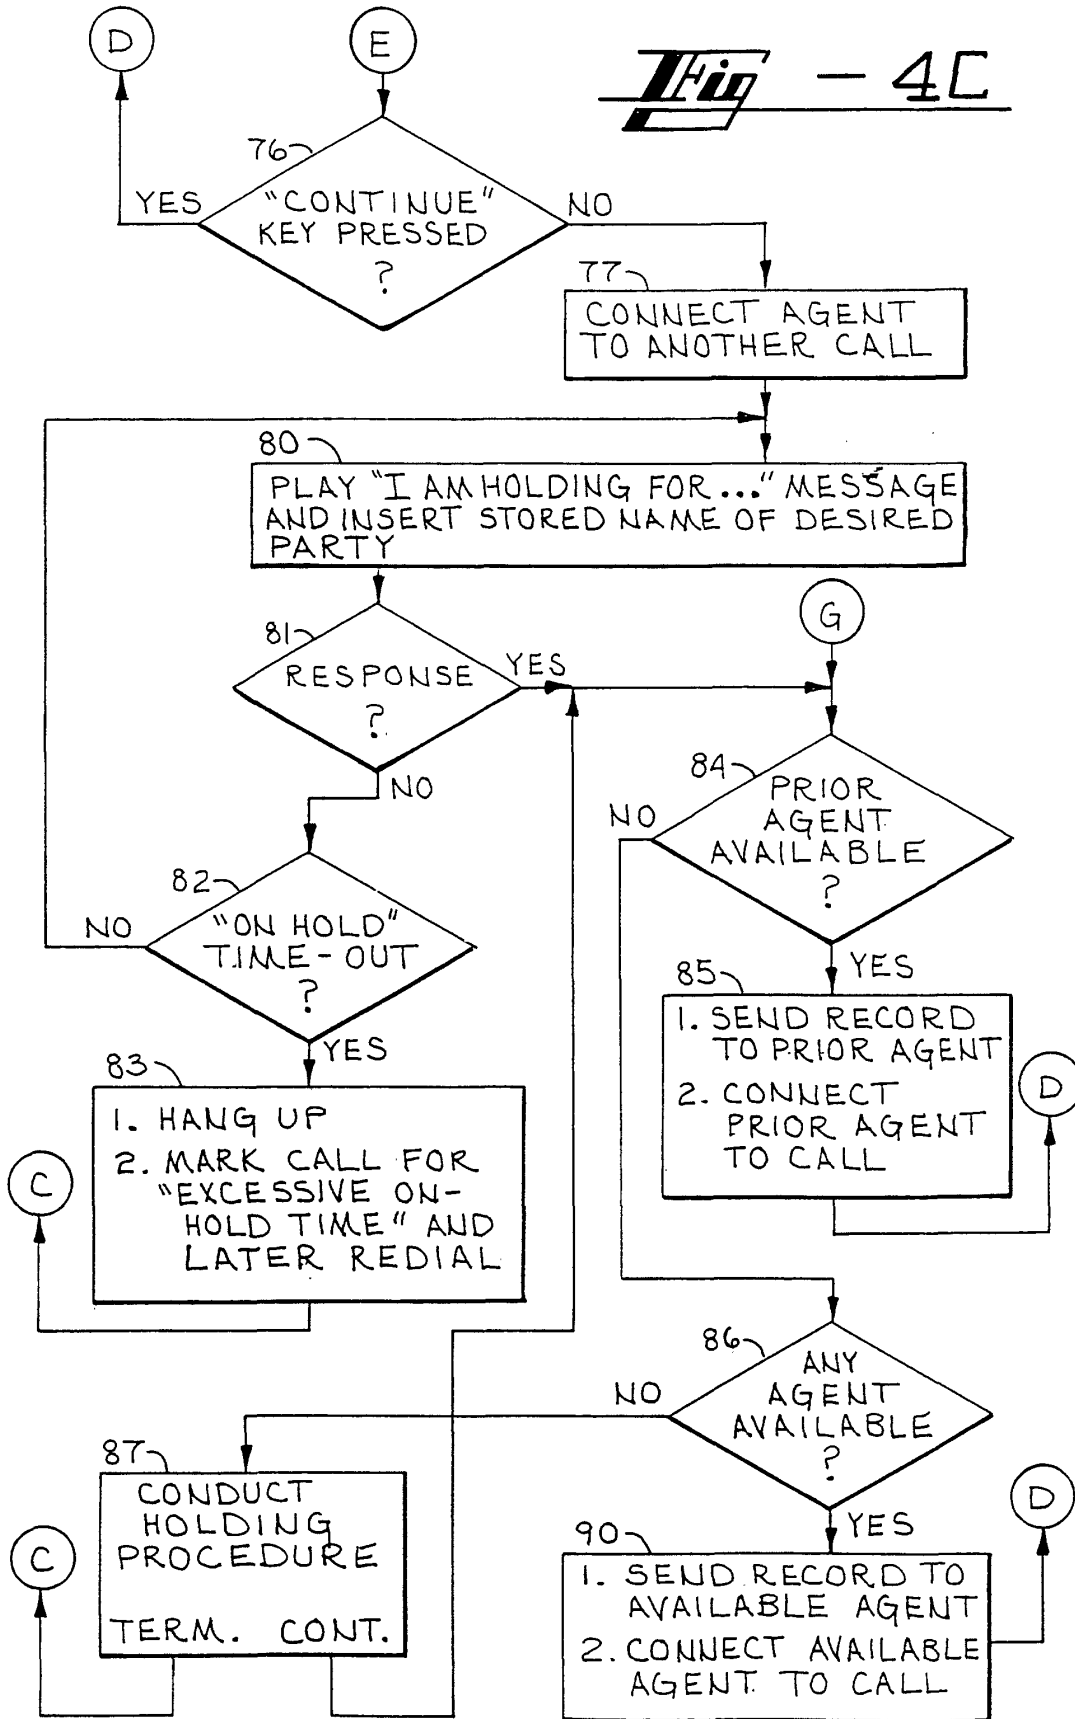 D
E
Fig - 4C
76
YES
"CONTINUE"
KEY PRESSED
?
NO
77
CONNECT AGENT
TO ANOTHER CALL
80
PLAY "I AM HOLDING FOR..." MESSAGE
AND INSERT STORED NAME OF DESIRED
PARTY
G
81
RESPONSE
?
YES
NO
84
PRIOR
AGENT
AVAILABLE
?
NO
YES
82
"ON HOLD"
TIME-OUT
?
NO
YES
85
1. SEND RECORD
TO PRIOR AGENT
2. CONNECT
PRIOR AGENT
TO CALL
D
83
1. HANG UP
2. MARK CALL FOR
"EXCESSIVE ON-
HOLD TIME" AND
LATER REDIAL
C
86
ANY
AGENT
AVAILABLE
?
NO
YES
87
CONDUCT
HOLDING
PROCEDURE
TERM. CONT.
C
D
90
1. SEND RECORD TO
AVAILABLE AGENT
2. CONNECT AVAILABLE
AGENT TO CALL